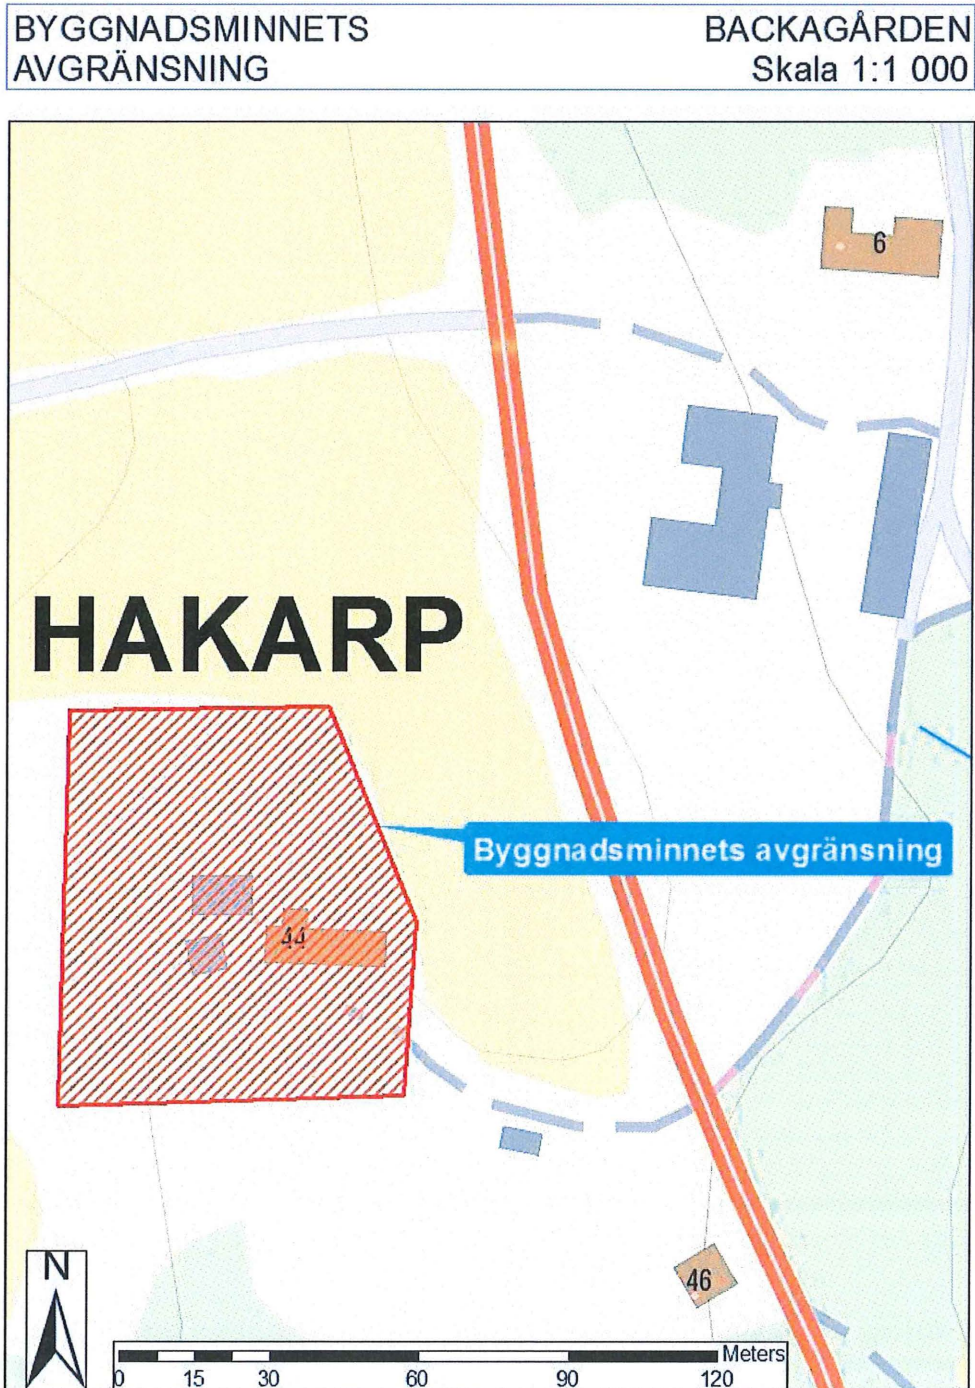 BYGGNADSMINNETS
AVGRÄNSNING
BACKAGÅRDEN
Skala 1:1 000
6
HAKARP
Byggnadsminnets avgränsning
44
46
N
Meters
0 15 30 60 90 120